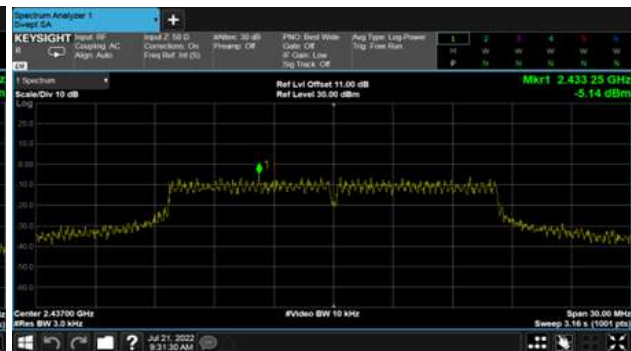 Spectrum Analyzer 1
Swept SA
+
KEYSIGHT Input: RF Input Z: 50 Ω #Atten: 30 dB PNO: Best Wide Avg Type: Log-Power 1 2 3 4 5 6
R Coupling: AC Corrections: On Preamp: Off Gate: Off Trig: Free Run M W W W W W
Align: Auto Freq Ref: Int (S) IF Gain: Low P N N N N N
Sig Track: Off
1 Spectrum Ref Lvl Offset 11.00 dB Mkr1 2.433 25 GHz
Scale/Div 10 dB Ref Level 30.00 dBm -5.14 dBm
Log
20.0
10.0
0.00
1
-10.0
-20.0
-30.0
-40.0
-50.0
-60.0
Center 2.43700 GHz #Video BW 10 kHz Span 30.00 MHz
#Res BW 3.0 kHz Sweep 3.16 s (1001 pts)
? Jul 21, 2022
9:31:30 AM